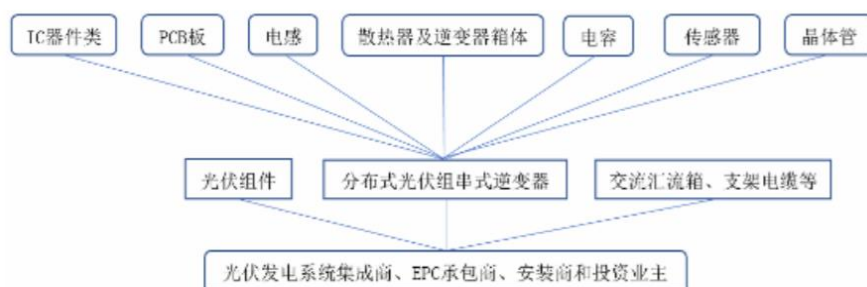 IC器件类
PCB板
电感
散热器及逆变器箱体
电容
传感器
晶体管
光伏组件
分布式光伏组串式逆变器
交流汇流箱、支架电缆等
光伏发电系统集成商、EPC承包商、安装商和投资业主